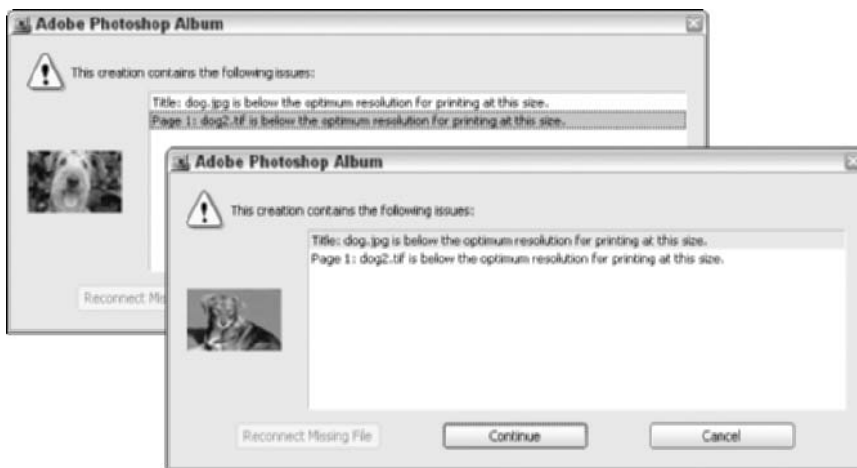 Adobe Photoshop Album
This creation contains the following issues:
Title: dog.jpg is below the optimum resolution for printing at this size.
Page 1: dog2.tif is below the optimum resolution for printing at this size.
Reconnect Mis
Adobe Photoshop Album
This creation contains the following issues:
Title: dog.jpg is below the optimum resolution for printing at this size.
Page 1: dog2.tif is below the optimum resolution for printing at this size.
Reconnect Missing File
Continue
Cancel